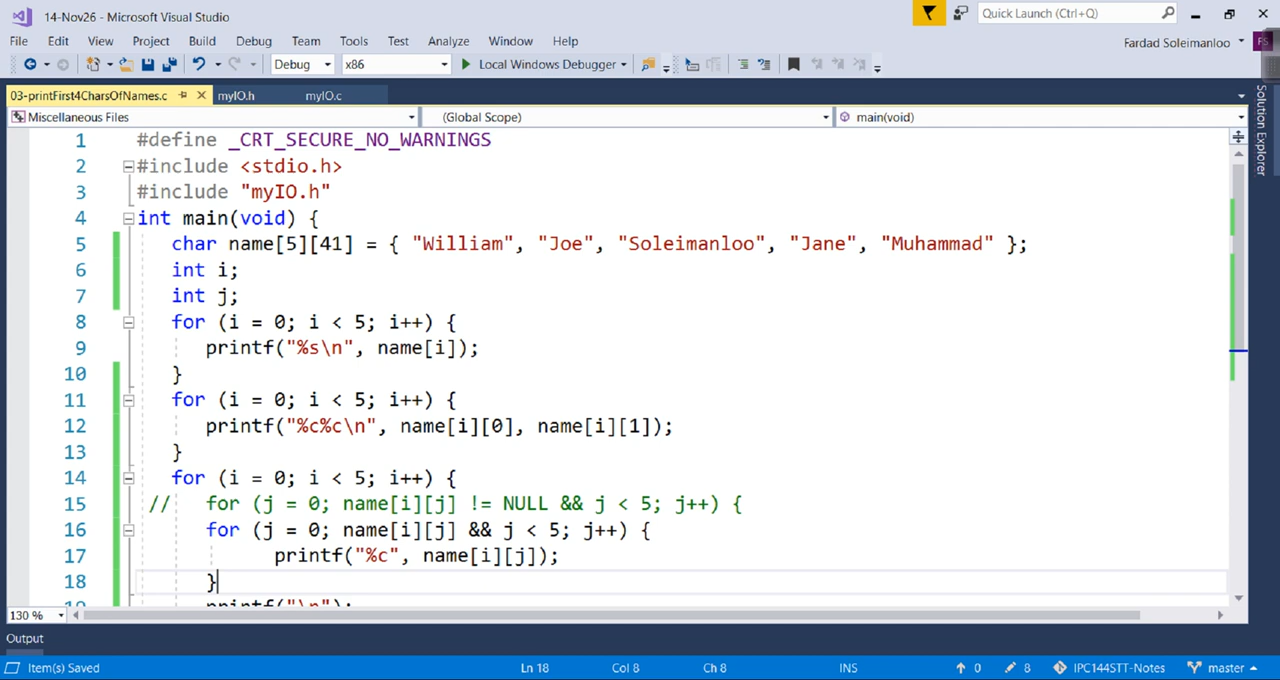 14-Nov26 - Microsoft Visual Studio
Quick Launch (Ctrl+Q)
File Edit View Project Build Debug Team Tools Test Analyze Window Help
Fardad Soleimanloo FS
Debug x86 Local Windows Debugger
03-printFirst4CharsOfNames.c myIO.h myIO.c
Miscellaneous Files (Global Scope) main(void)
Solution Explorer
1 #define _CRT_SECURE_NO_WARNINGS
2 #include <stdio.h>
3 #include "myIO.h"
4 int main(void) {
5 char name[5][41] = { "William", "Joe", "Soleimanloo", "Jane", "Muhammad" };
6 int i;
7 int j;
8 for (i = 0; i < 5; i++) {
9 printf("%s\n", name[i]);
10 }
11 for (i = 0; i < 5; i++) {
12 printf("%c%c\n", name[i][0], name[i][1]);
13 }
14 for (i = 0; i < 5; i++) {
15 // for (j = 0; name[i][j] != NULL && j < 5; j++) {
16 for (j = 0; name[i][j] && j < 5; j++) {
17 printf("%c", name[i][j]);
18 }
19 printf("\n");
130 %
Output
Item(s) Saved Ln 18 Col 8 Ch 8 INS 0 8 IPC144STT-Notes master